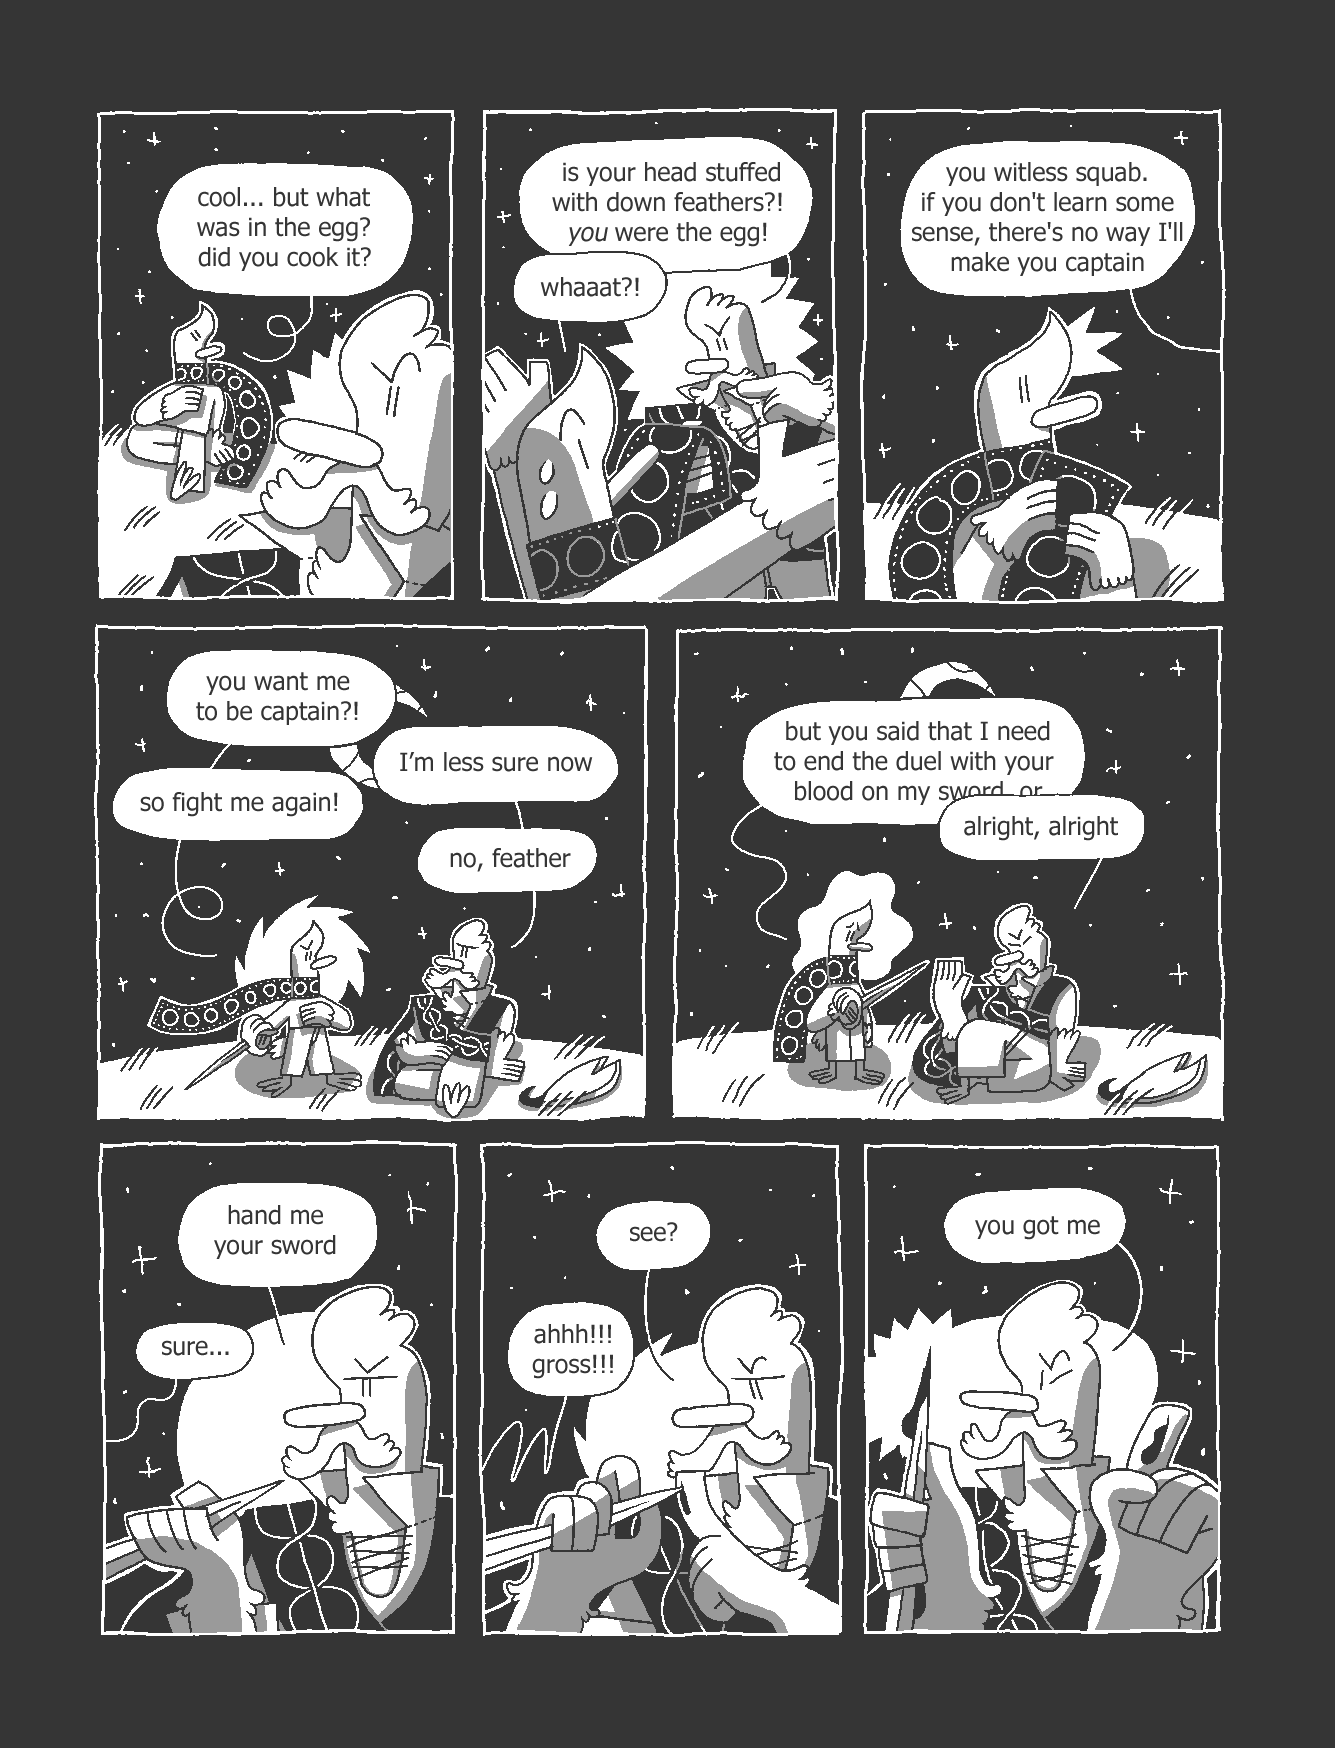 cool... but what
was in the egg?
did you cook it?
is your head stuffed
with down feathers?!
you were the egg!
whaaat?!
you witless squab.
if you don't learn some
sense, there's no way I'll
make you captain
you want me
to be captain?!
I'm less sure now
so fight me again!
no, feather
but you said that I need
to end the duel with your
blood on my sword, or
alright, alright
hand me
your sword
sure...
see?
ahhh!!!
gross!!!
you got me